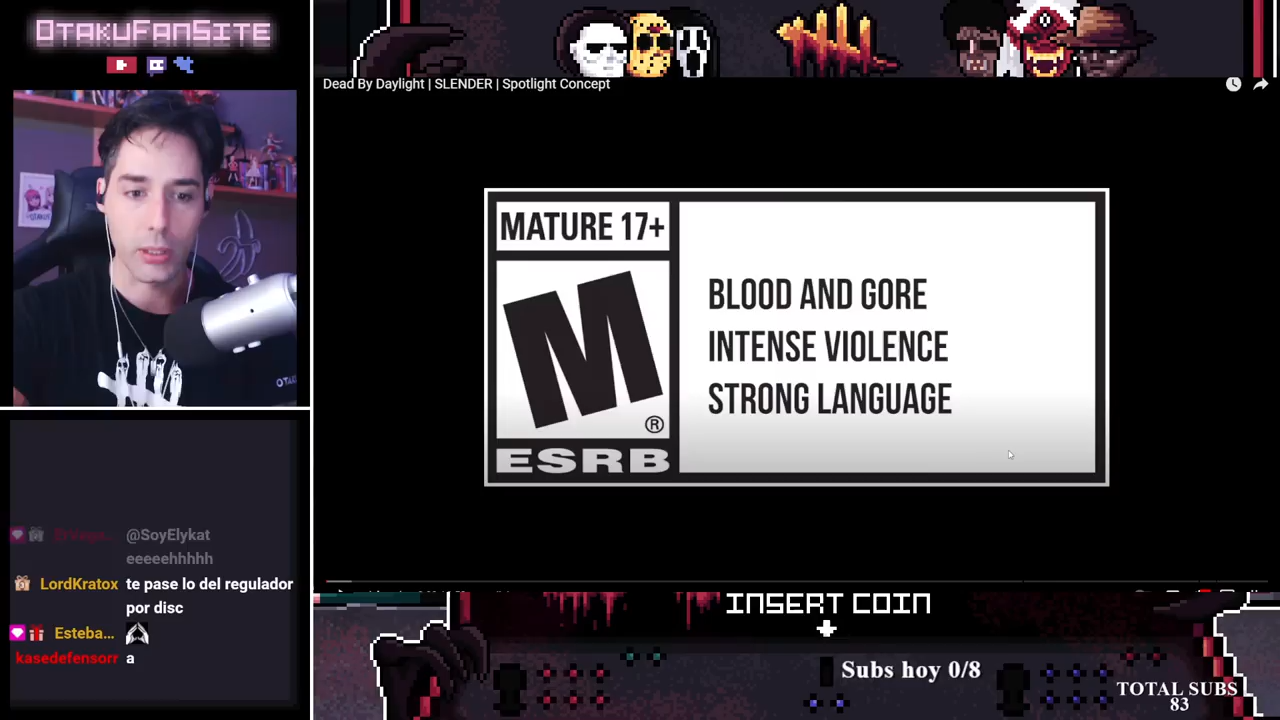 OTAKUFANSITE
Dead By Daylight | SLENDER | Spotlight Concept
MATURE 17+
M
®
ESRB
BLOOD AND GORE
INTENSE VIOLENCE
STRONG LANGUAGE
@SoyElykat
eeeeehhhhh
LordKratox te pase lo del regulador
por disc
Esteba...
kasedefensorr a
INSERT COIN
Subs hoy 0/8
TOTAL SUBS
83